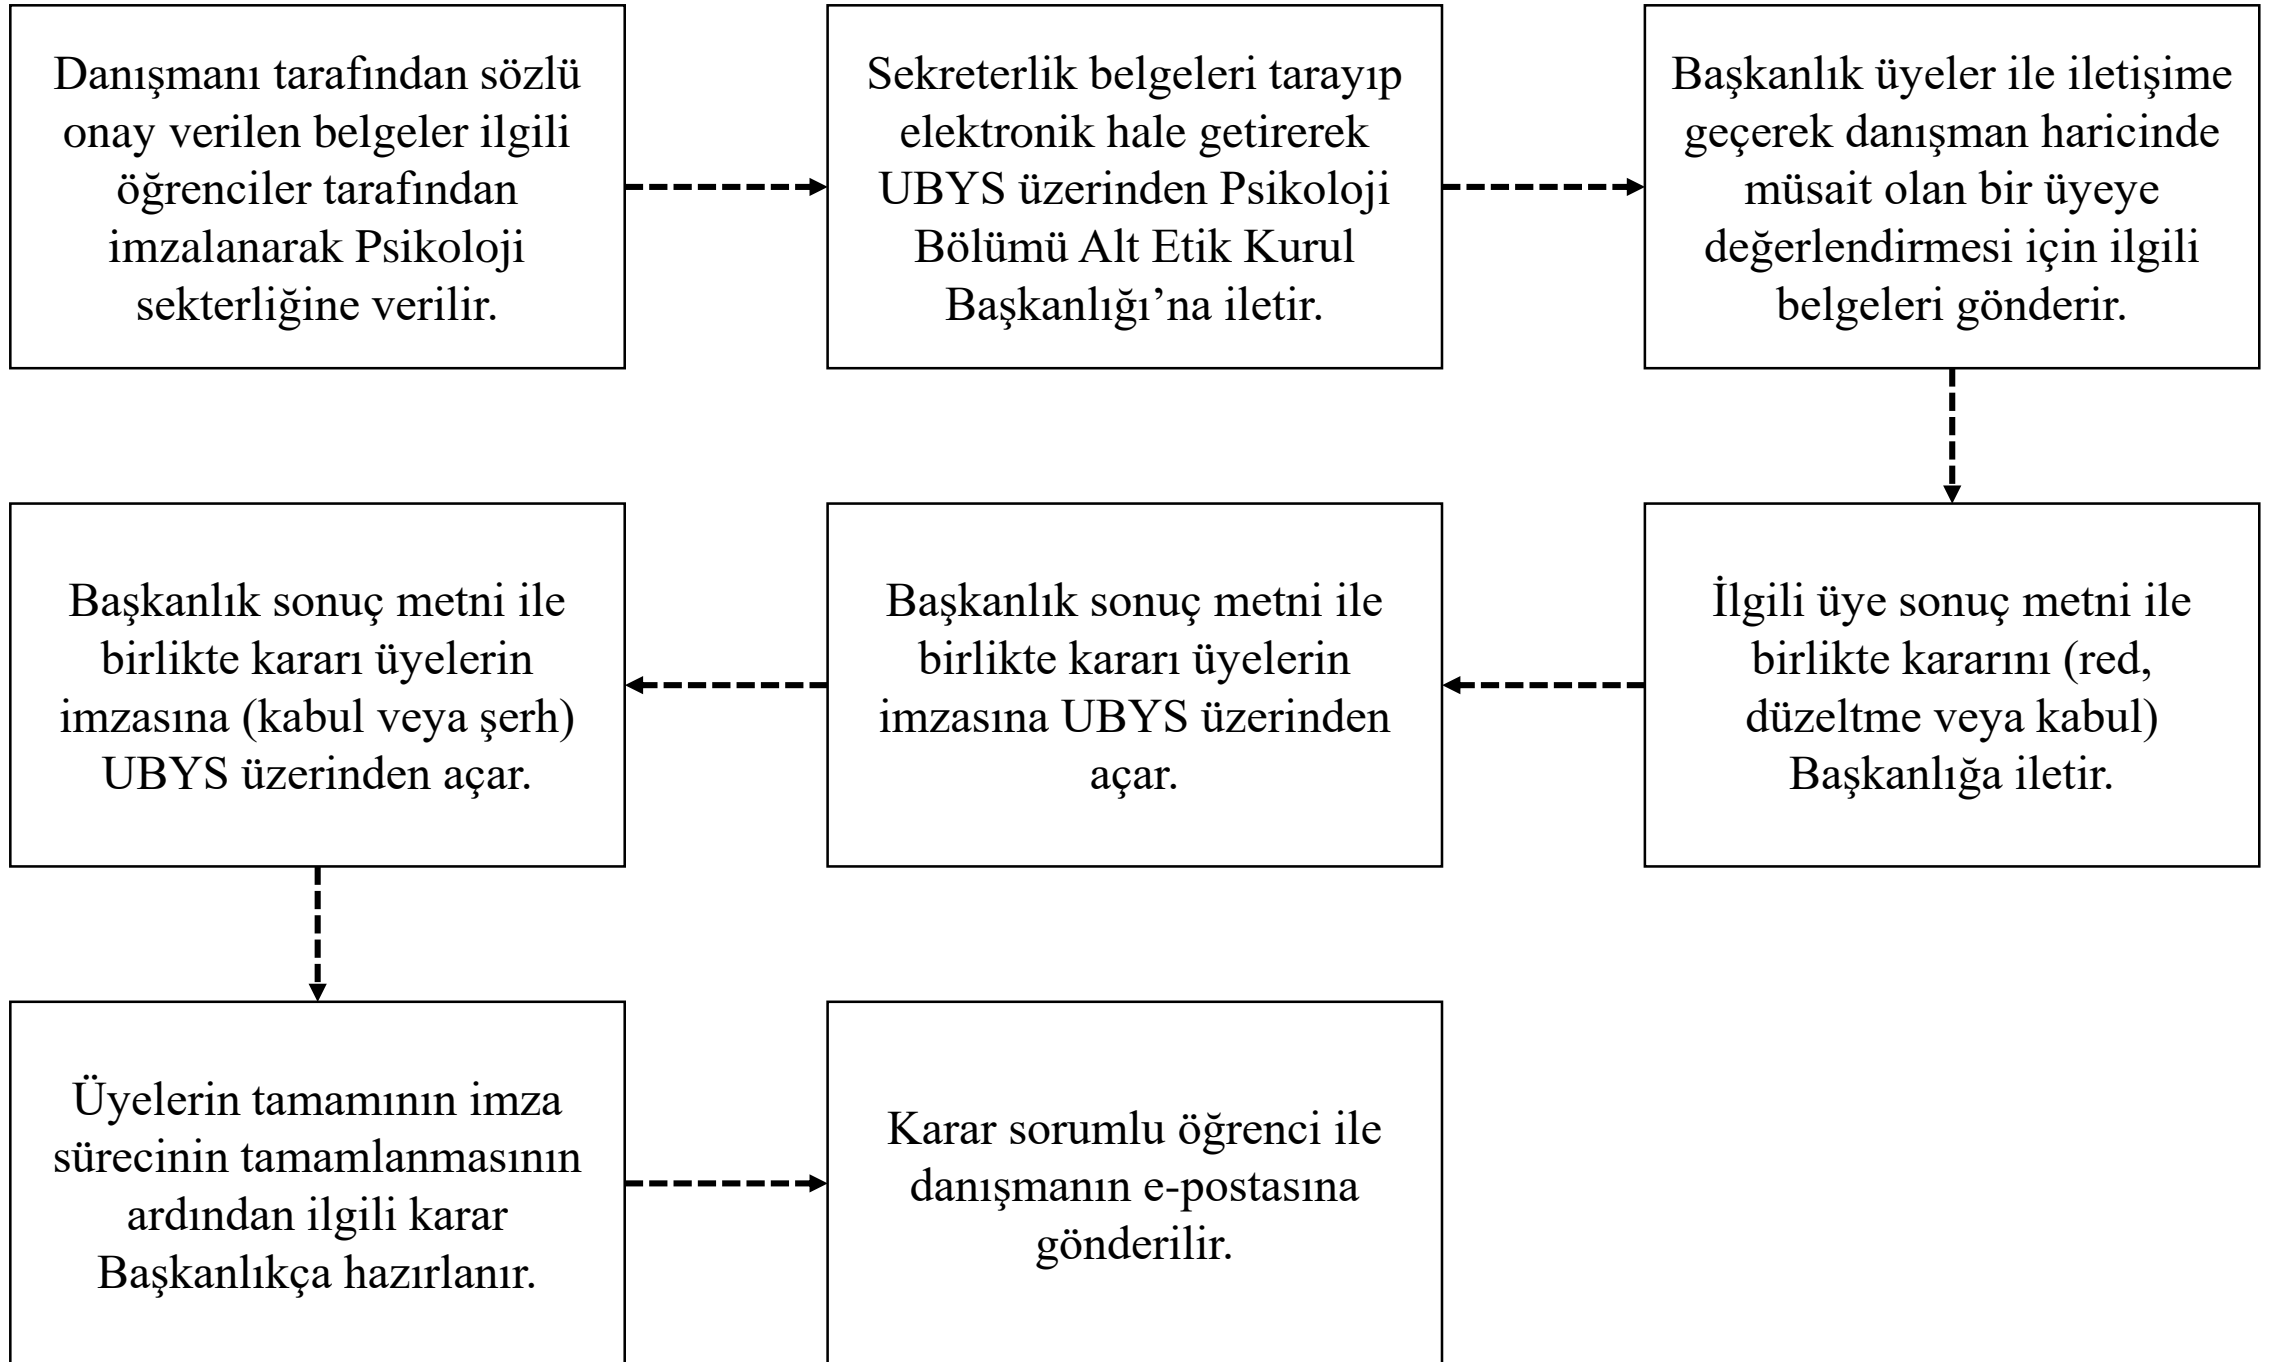 Danışmanı tarafından sözlü
onay verilen belgeler ilgili
öğrenciler tarafından
imzalanarak Psikoloji
sekterliğine verilir.
Sekreterlik belgeleri tarayıp
elektronik hale getirerek
UBYS üzerinden Psikoloji
Bölümü Alt Etik Kurul
Başkanlığı’na iletir.
Başkanlık üyeler ile iletişime
geçerek danışman haricinde
müsait olan bir üyeye
değerlendirmesi için ilgili
belgeleri gönderir.
İlgili üye sonuç metni ile
birlikte kararını (red,
düzeltme veya kabul)
Başkanlığa iletir.
Başkanlık sonuç metni ile
birlikte kararı üyelerin
imzasına UBYS üzerinden
açar.
Başkanlık sonuç metni ile
birlikte kararı üyelerin
imzasına (kabul veya şerh)
UBYS üzerinden açar.
Üyelerin tamamının imza
sürecinin tamamlanmasının
ardından ilgili karar
Başkanlıkça hazırlanır.
Karar sorumlu öğrenci ile
danışmanın e-postasına
gönderilir.